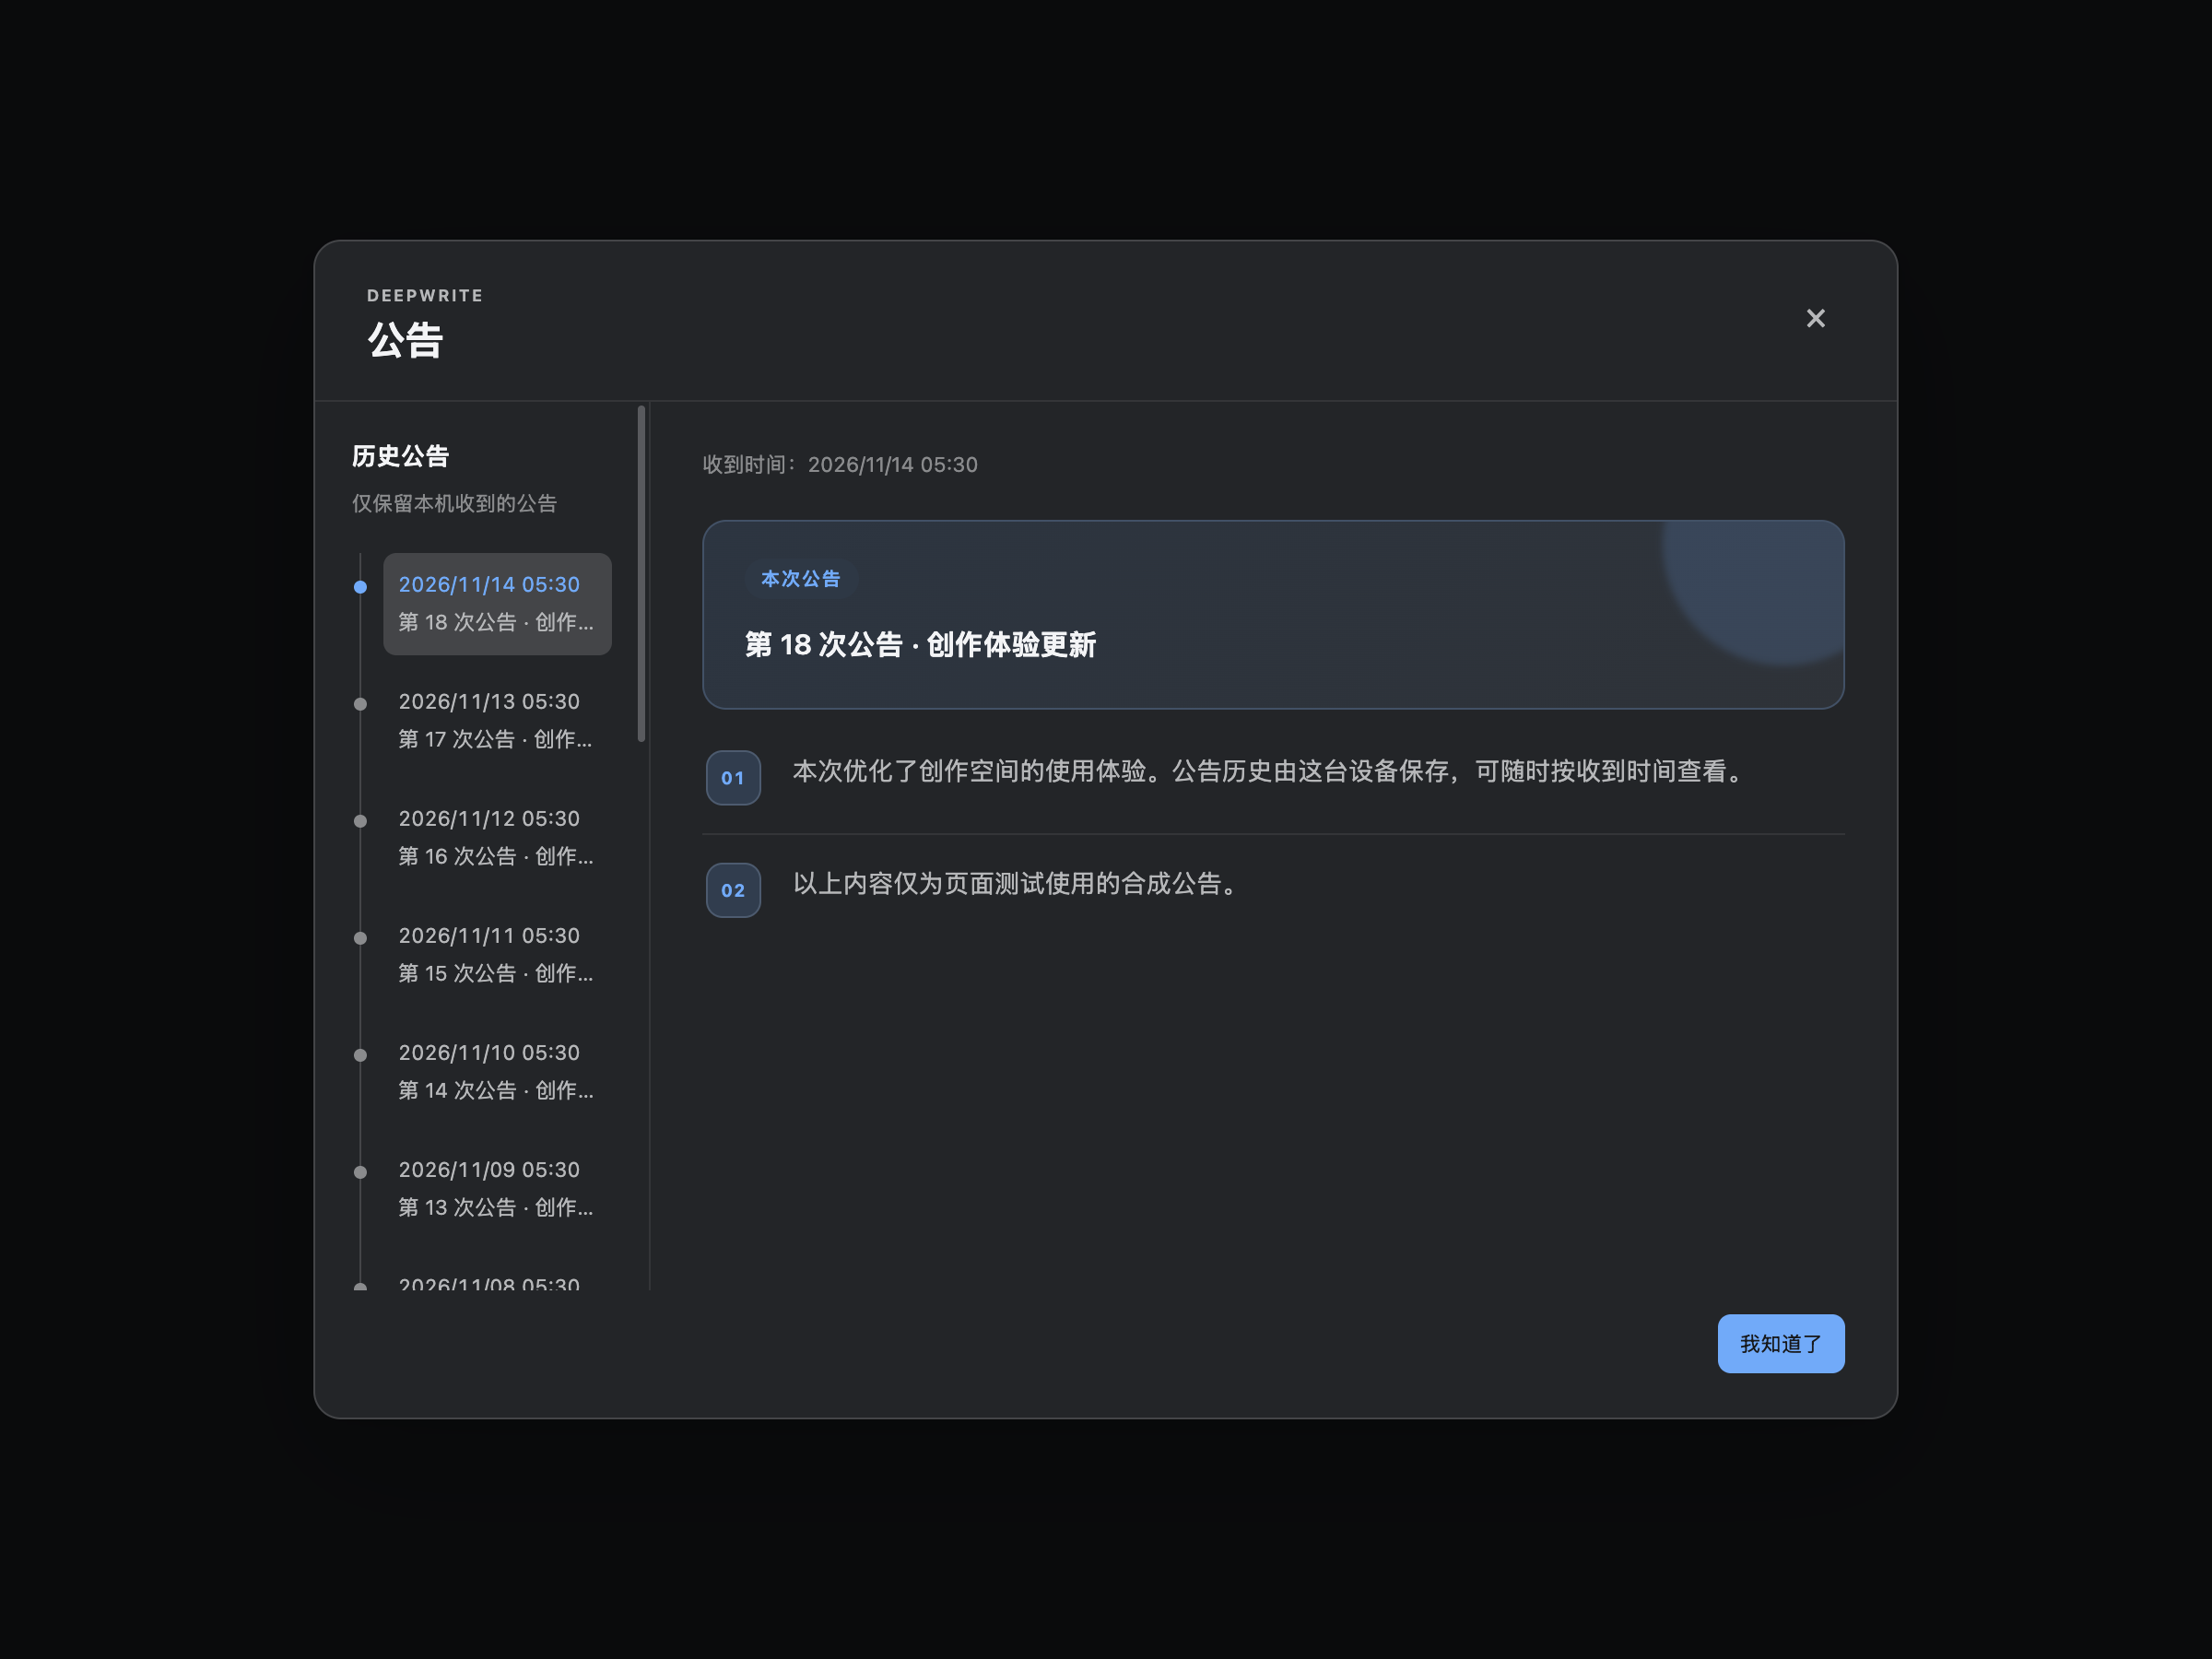 DEEPWRITE
公告
历史公告
仅保留本机收到的公告
2026/11/14 05:30
第 18 次公告 · 创作...
2026/11/13 05:30
第 17 次公告 · 创作...
2026/11/12 05:30
第 16 次公告 · 创作...
2026/11/11 05:30
第 15 次公告 · 创作...
2026/11/10 05:30
第 14 次公告 · 创作...
2026/11/09 05:30
第 13 次公告 · 创作...
2026/11/08 05:30
收到时间：2026/11/14 05:30
本次公告
第 18 次公告 · 创作体验更新
01
本次优化了创作空间的使用体验。公告历史由这台设备保存，可随时按收到时间查看。
02
以上内容仅为页面测试使用的合成公告。
我知道了